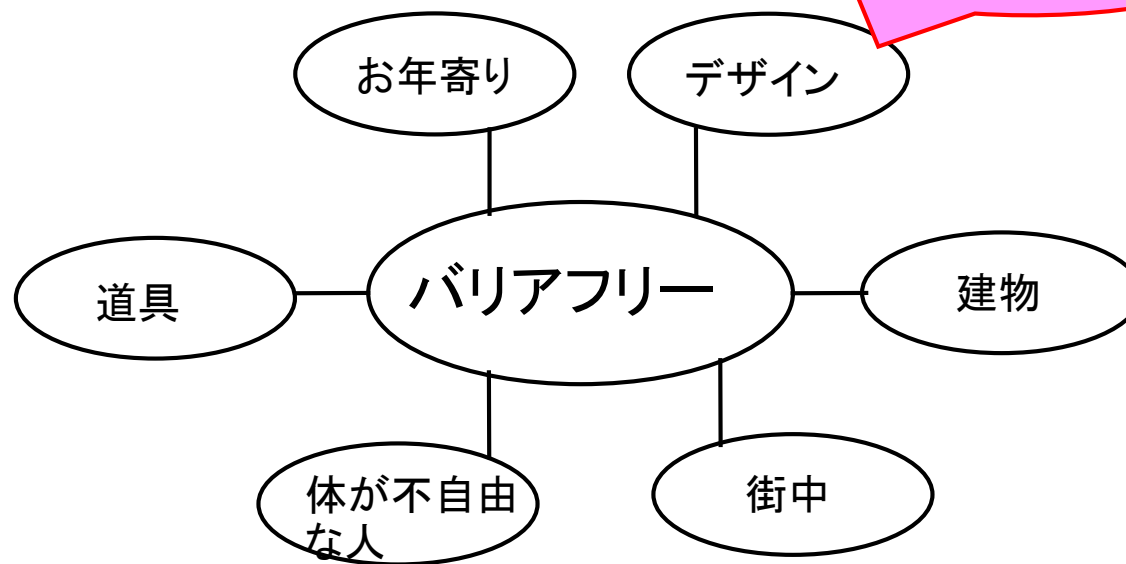 お年寄り
デザイン
道具
バリアフリー
建物
体が不自由
な人
街中